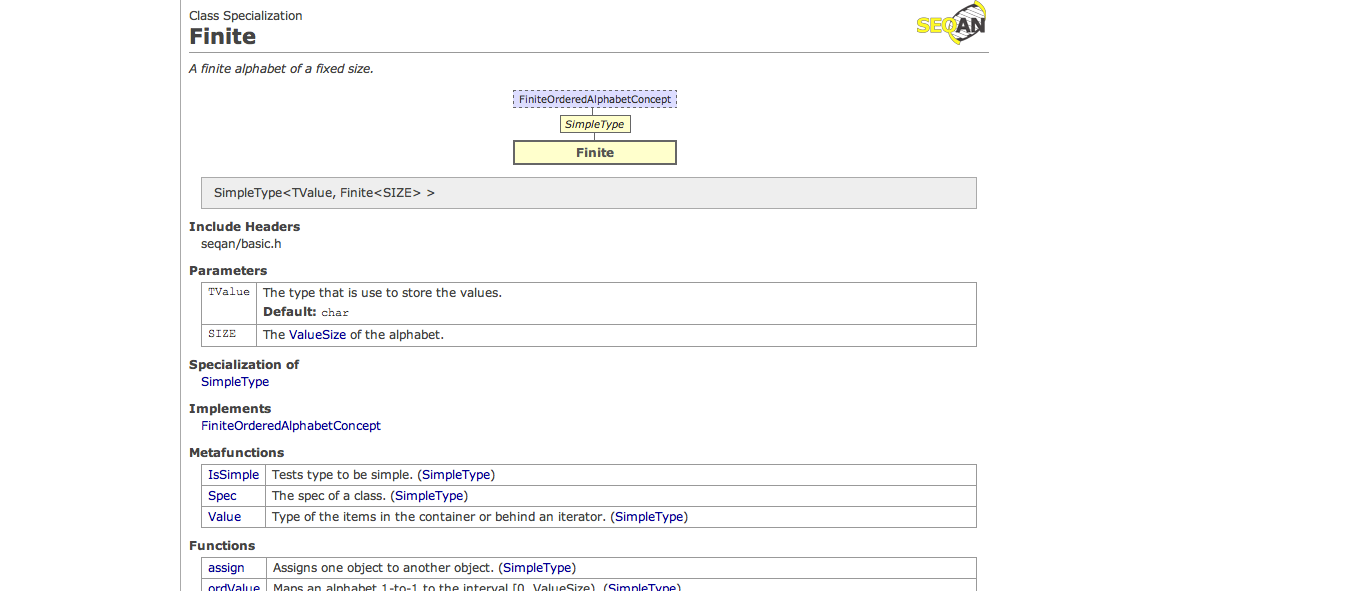 Class Specialization
SEQAN
Finite
A finite alphabet of a fixed size.
FiniteOrderedAlphabetConcept
SimpleType
Finite
SimpleType<TValue, Finite<SIZE> >
Include Headers
seqan/basic.h
Parameters
TValue The type that is use to store the values.
Default: char
SIZE The ValueSize of the alphabet.
Specialization of
SimpleType
Implements
FiniteOrderedAlphabetConcept
Metafunctions
IsSimple Tests type to be simple. (SimpleType)
Spec The spec of a class. (SimpleType)
Value Type of the items in the container or behind an iterator. (SimpleType)
Functions
assign Assigns one object to another object. (SimpleType)
ordValue Maps an alphabet 1-to-1 to the interval [0, ValueSize). (SimpleType)